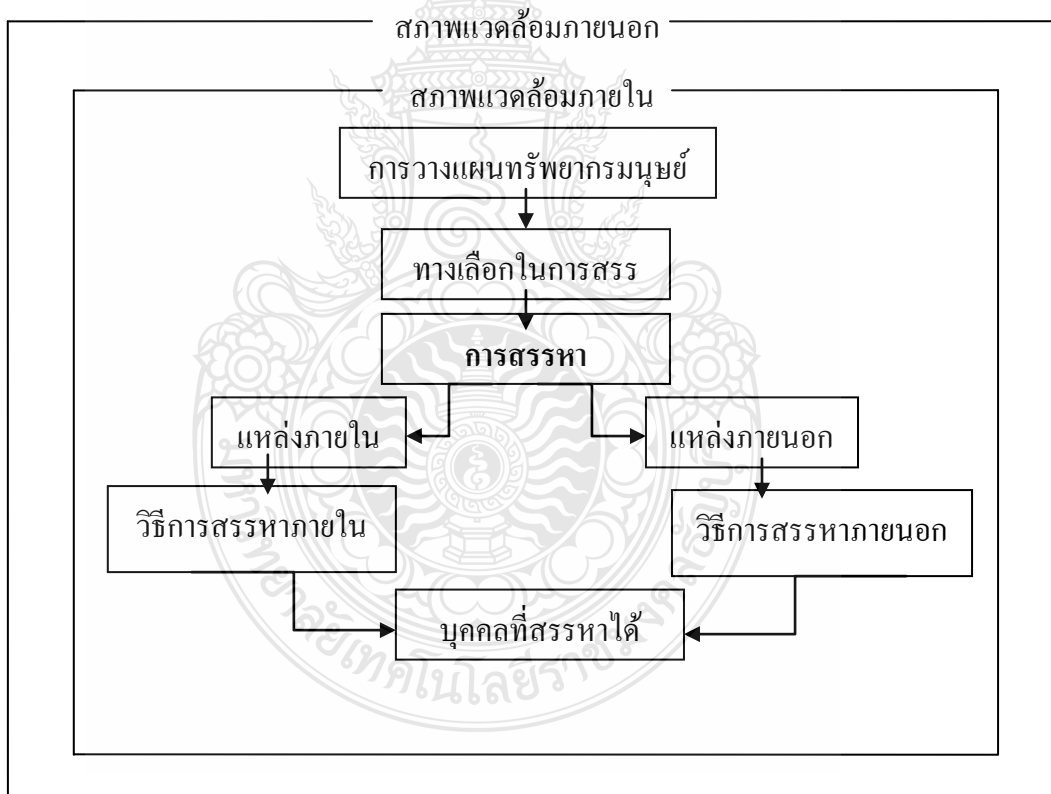 สภาพแวดล้อมภายนอก
สภาพแวดล้อมภายใน
การวางแผนทรัพยากรมนุษย์
ทางเลือกในการสรร
การสรรหา
แหล่งภายใน
แหล่งภายนอก
วิธีการสรรหาภายใน
วิธีการสรรหาภายนอก
บุคคลที่สรรหาได้